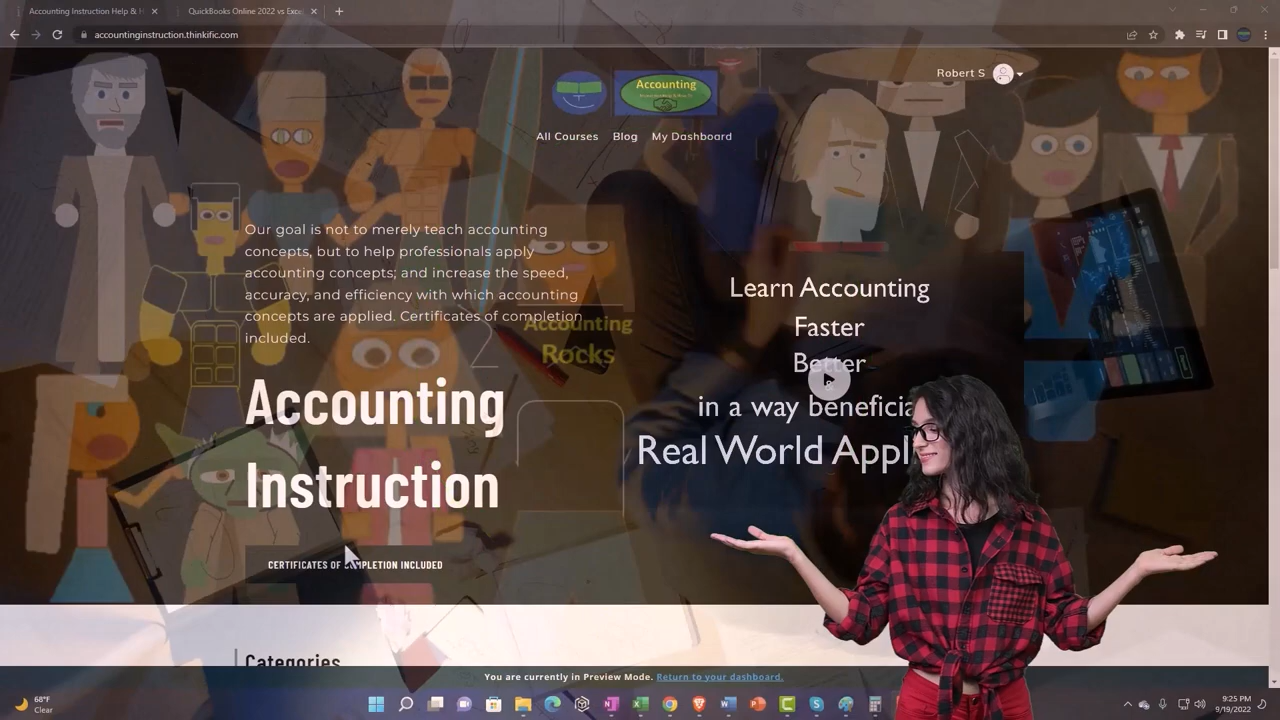 Accounting Instruction Help & H
QuickBooks Online 2022 vs Exce
accountinginstruction.thinkific.com
Robert S
Accounting
All Courses Blog My Dashboard
Our goal is not to merely teach accounting
concepts, but to help professionals apply
accounting concepts; and increase the speed,
accuracy, and efficiency with which accounting
concepts are applied. Certificates of completion
included.
Accounting
Rocks
Learn Accounting
Faster
Better
&
in a way beneficia
Real World Appl
Accounting
Instruction
CERTIFICATES OF COMPLETION INCLUDED
Categories
You are currently in Preview Mode. Return to your dashboard.
68°F
Clear
9:25 PM
9/19/2022